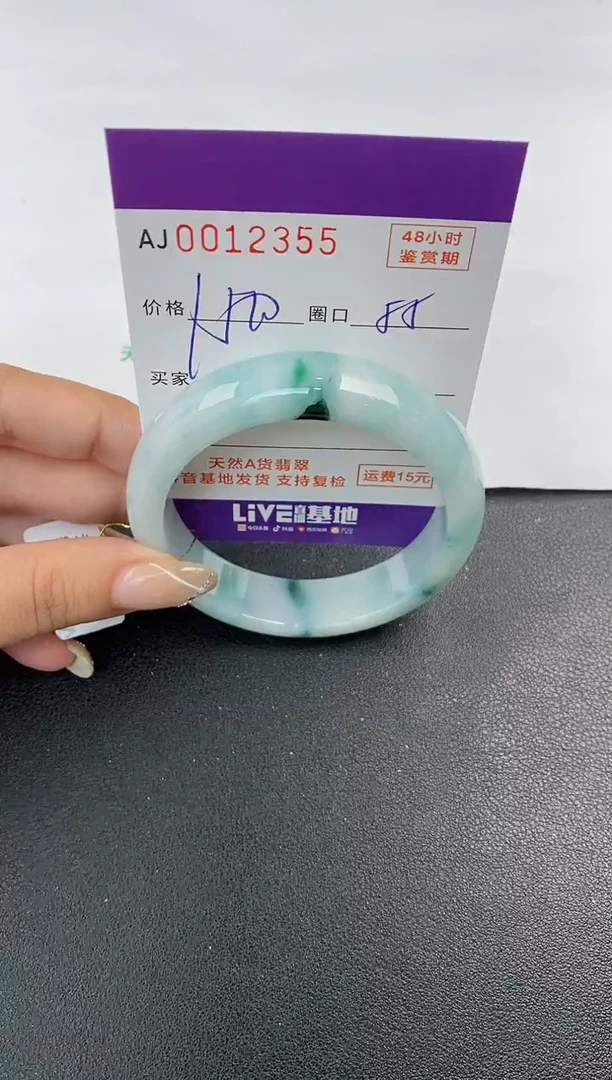 AJ0012355
48小时
鉴赏期
价格 圈口
买家
天然A货翡翠
音基地发货 支持复检
运费15元
LiVE 基地